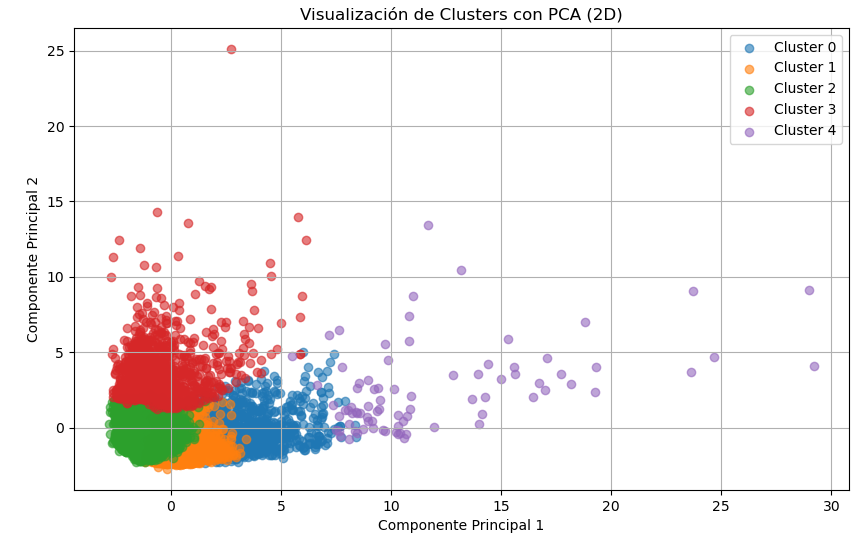 Visualización de Clusters con PCA (2D)
Cluster 0
Cluster 1
Cluster 2
Cluster 3
Cluster 4
25
20
15
10
5
0
Componente Principal 2
0 5 10 15 20 25 30
Componente Principal 1